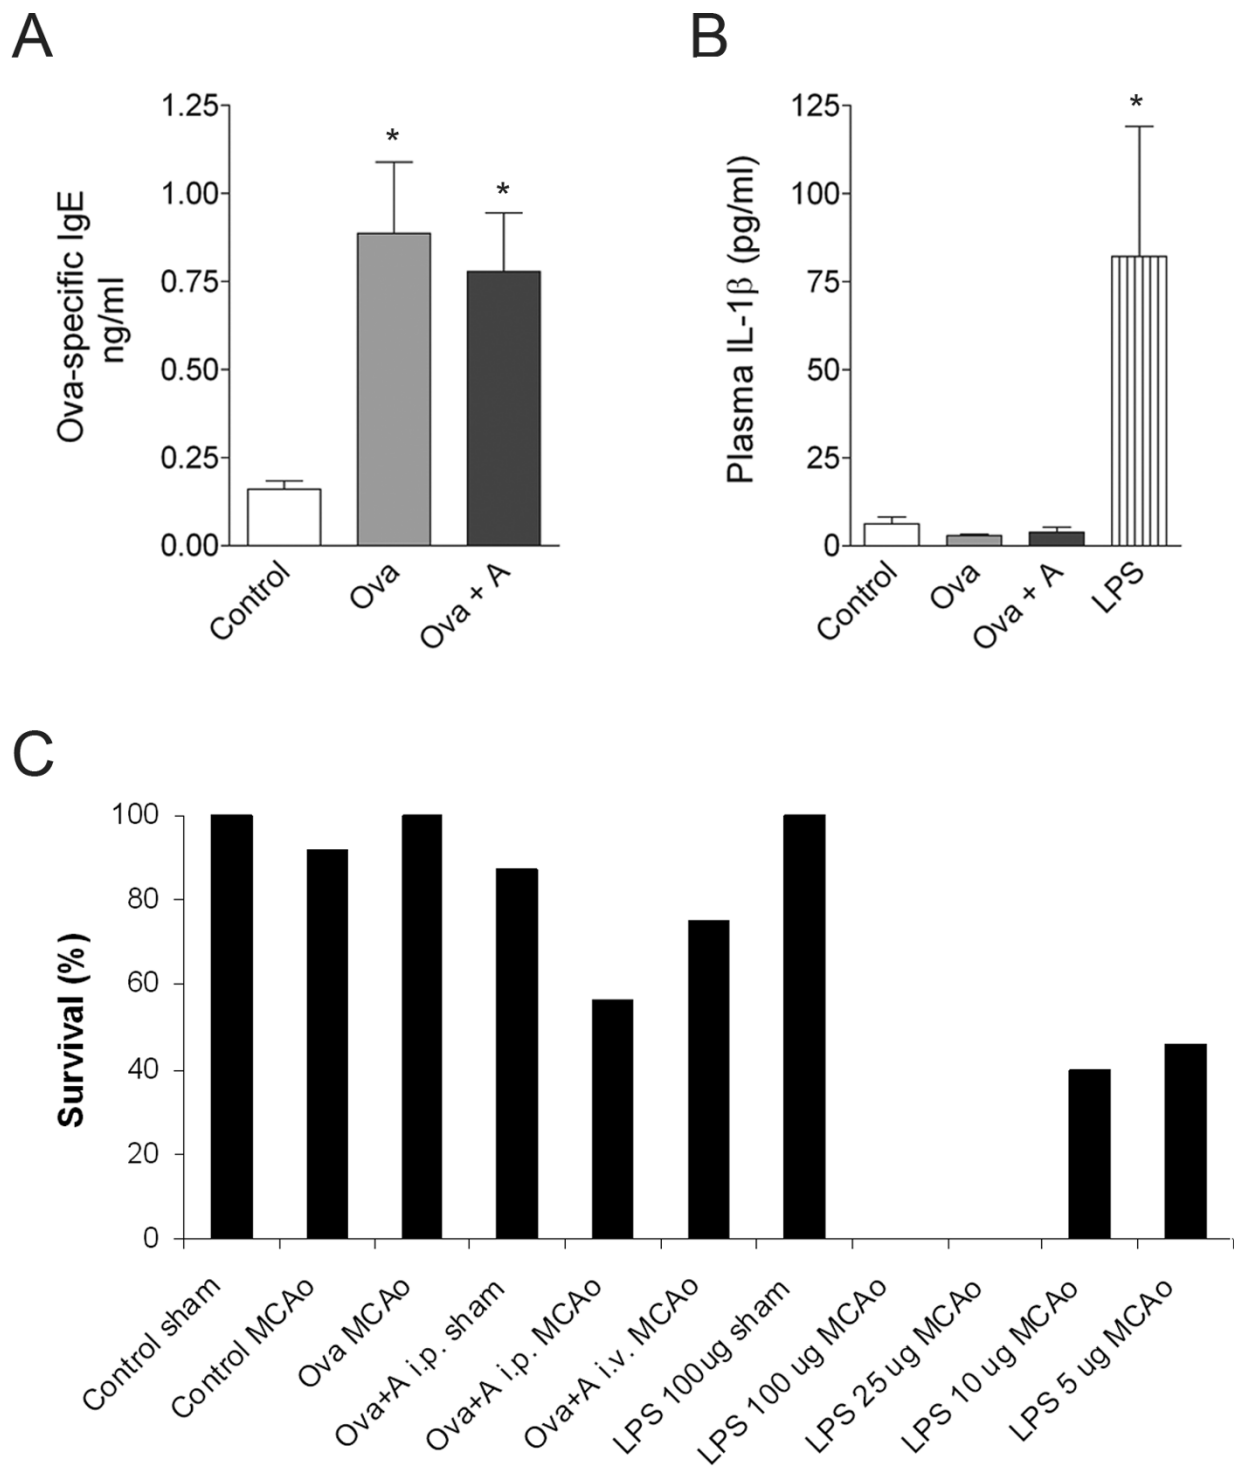 A
Ova-specific IgE
ng/ml
1.25
1.00
0.75
0.50
0.25
0.00
*
*
Control
Ova
Ova + A
B
Plasma IL-1β (pg/ml)
125
100
75
50
25
0
*
Control
Ova
Ova + A
LPS
C
Survival (%)
100
80
60
40
20
0
Control sham
Control MCAo
Ova MCAo
Ova+A i.p. sham
Ova+A i.p. MCAo
Ova+A i.v. MCAo
LPS 100ug sham
LPS 100 ug MCAo
LPS 25 ug MCAo
LPS 10 ug MCAo
LPS 5 ug MCAo